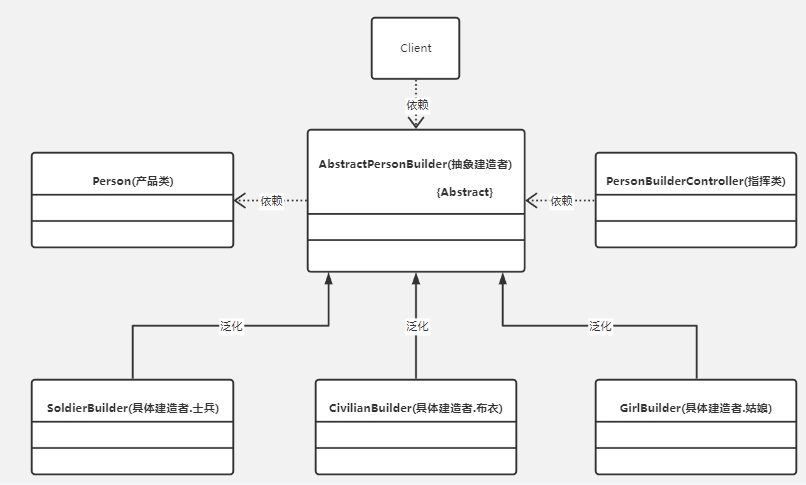 Client
依赖
AbstractPersonBuilder(抽象建造者)
{Abstract}
Person(产品类)
依赖
依赖
PersonBuilderController(指挥类)
泛化
泛化
泛化
SoldierBuilder(具体建造者.士兵)
CivilianBuilder(具体建造者.布衣)
GirlBuilder(具体建造者.姑娘)